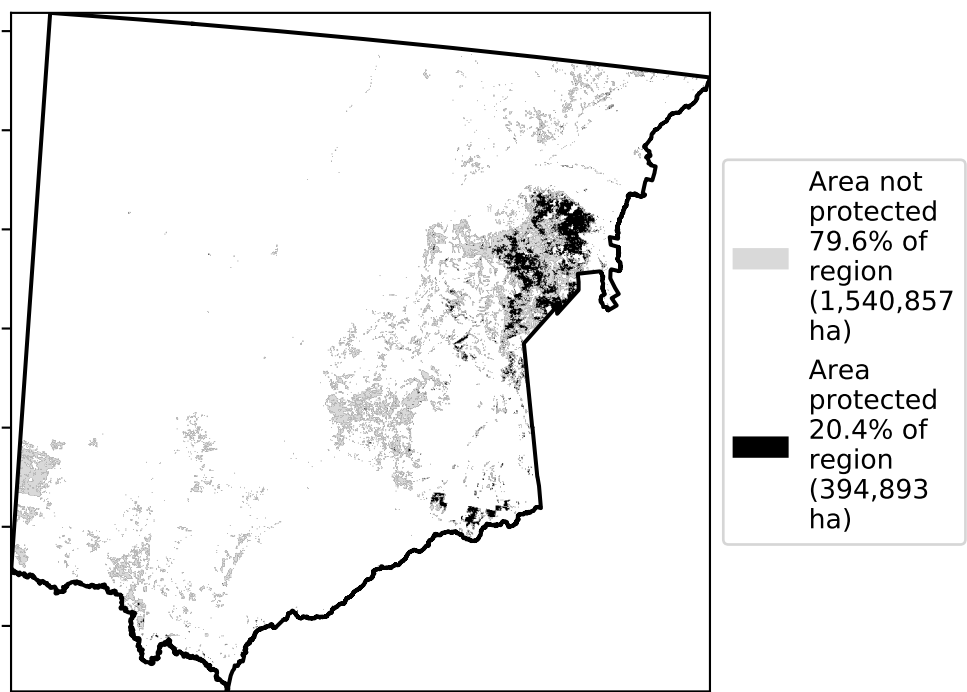 Area not
protected
79.6% of
region
(1,540,857
ha)
Area
protected
20.4% of
region
(394,893
ha)